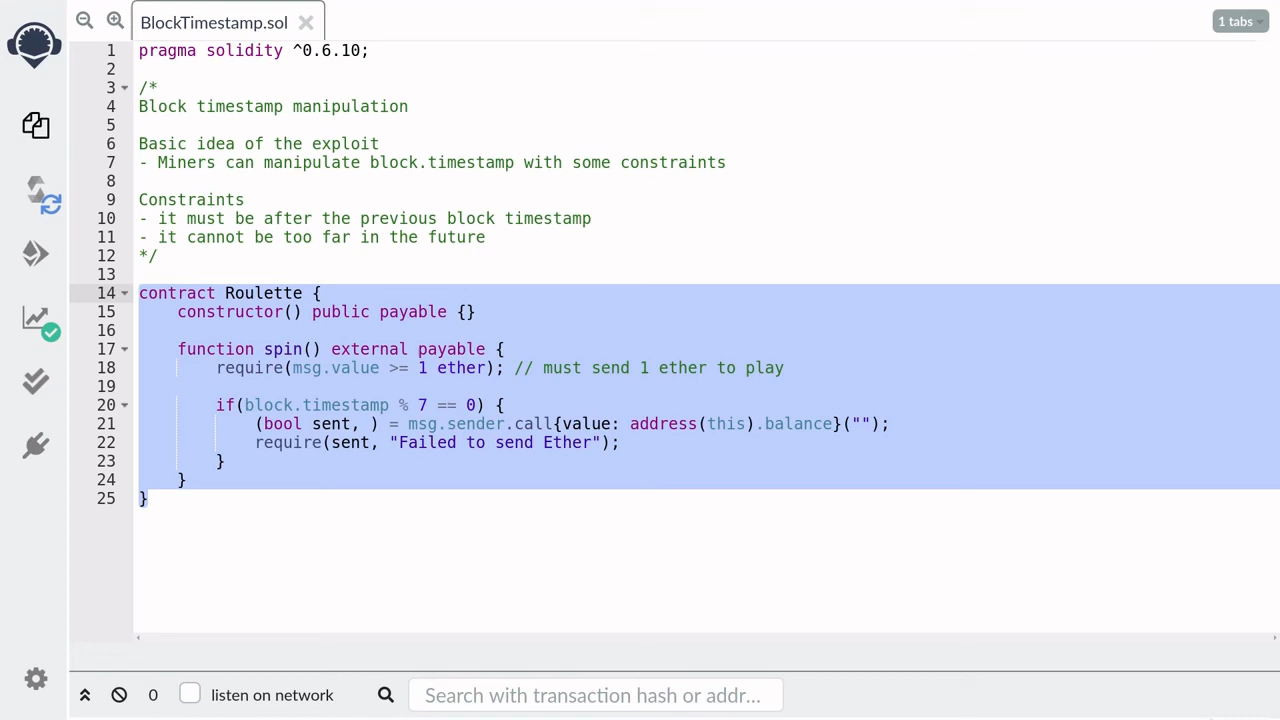 BlockTimestamp.sol
1 tabs
1 pragma solidity ^0.6.10;
2
3 /*
4 Block timestamp manipulation
5
6 Basic idea of the exploit
7 - Miners can manipulate block.timestamp with some constraints
8
9 Constraints
10 - it must be after the previous block timestamp
11 - it cannot be too far in the future
12 */
13
14 contract Roulette {
15     constructor() public payable {}
16
17     function spin() external payable {
18         require(msg.value >= 1 ether); // must send 1 ether to play
19
20         if(block.timestamp % 7 == 0) {
21             (bool sent, ) = msg.sender.call{value: address(this).balance}("");
22             require(sent, "Failed to send Ether");
23         }
24     }
25 }
0 listen on network Search with transaction hash or addr...